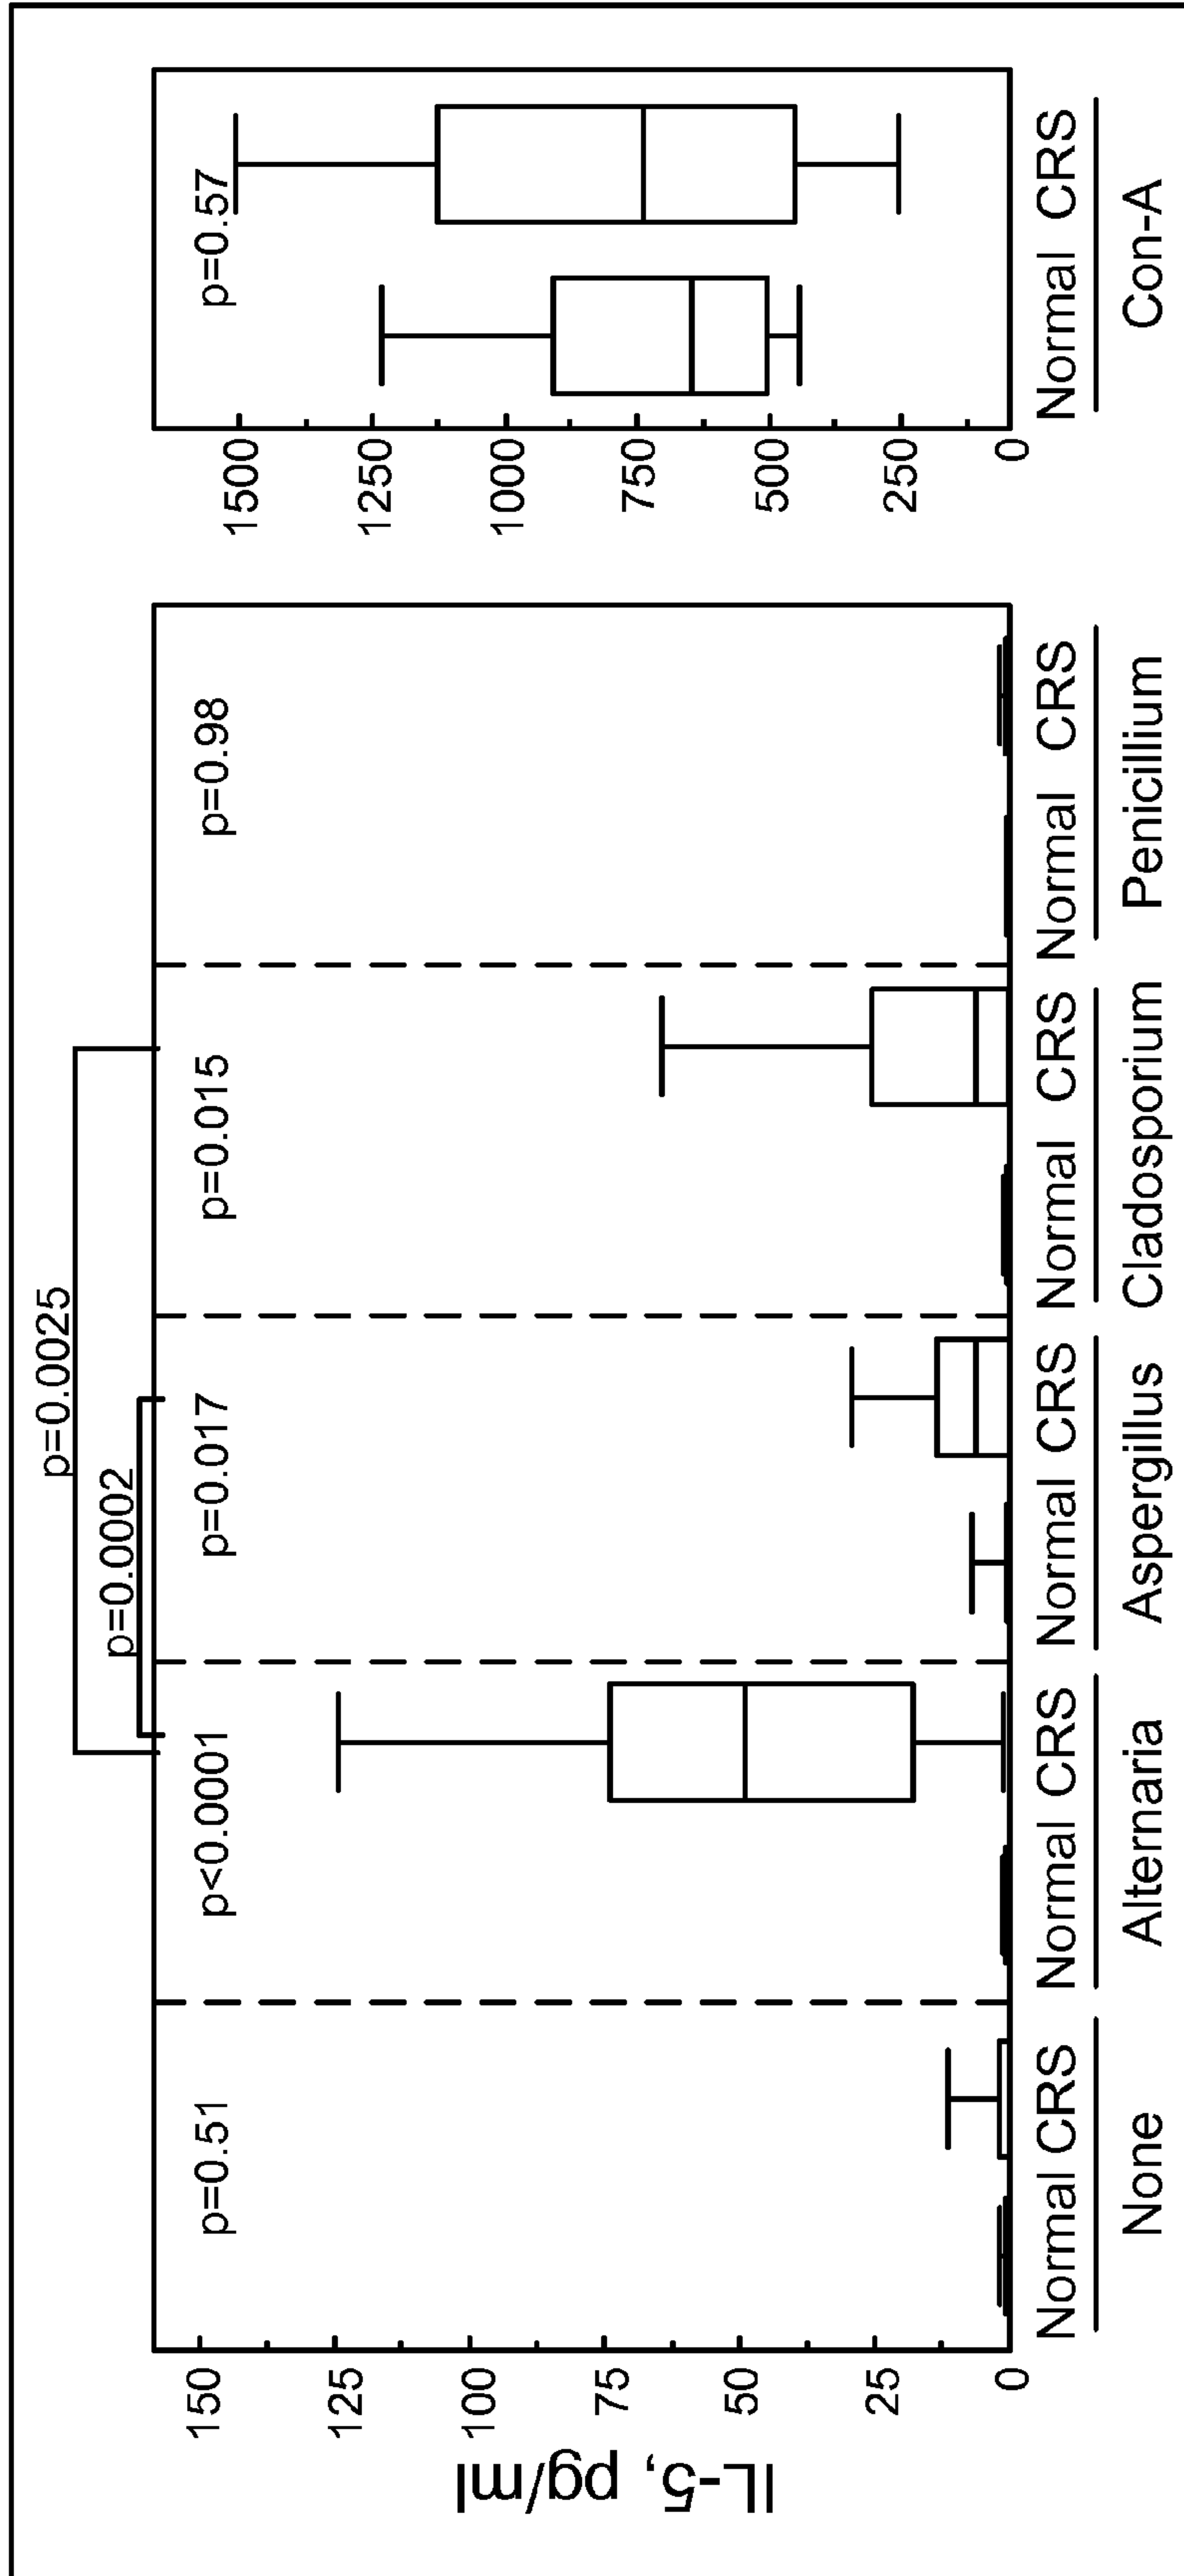 p=0.0025
p=0.0002
p=0.51
p<0.0001
p=0.017
p=0.015
p=0.98
p=0.57
IL-5, pg/ml
150
125
100
75
50
25
0
1500
1250
1000
750
500
250
0
Normal CRS Normal CRS Normal CRS Normal CRS Normal CRS Normal CRS
None Alternaria Aspergillus Cladosporium Penicillium Con-A